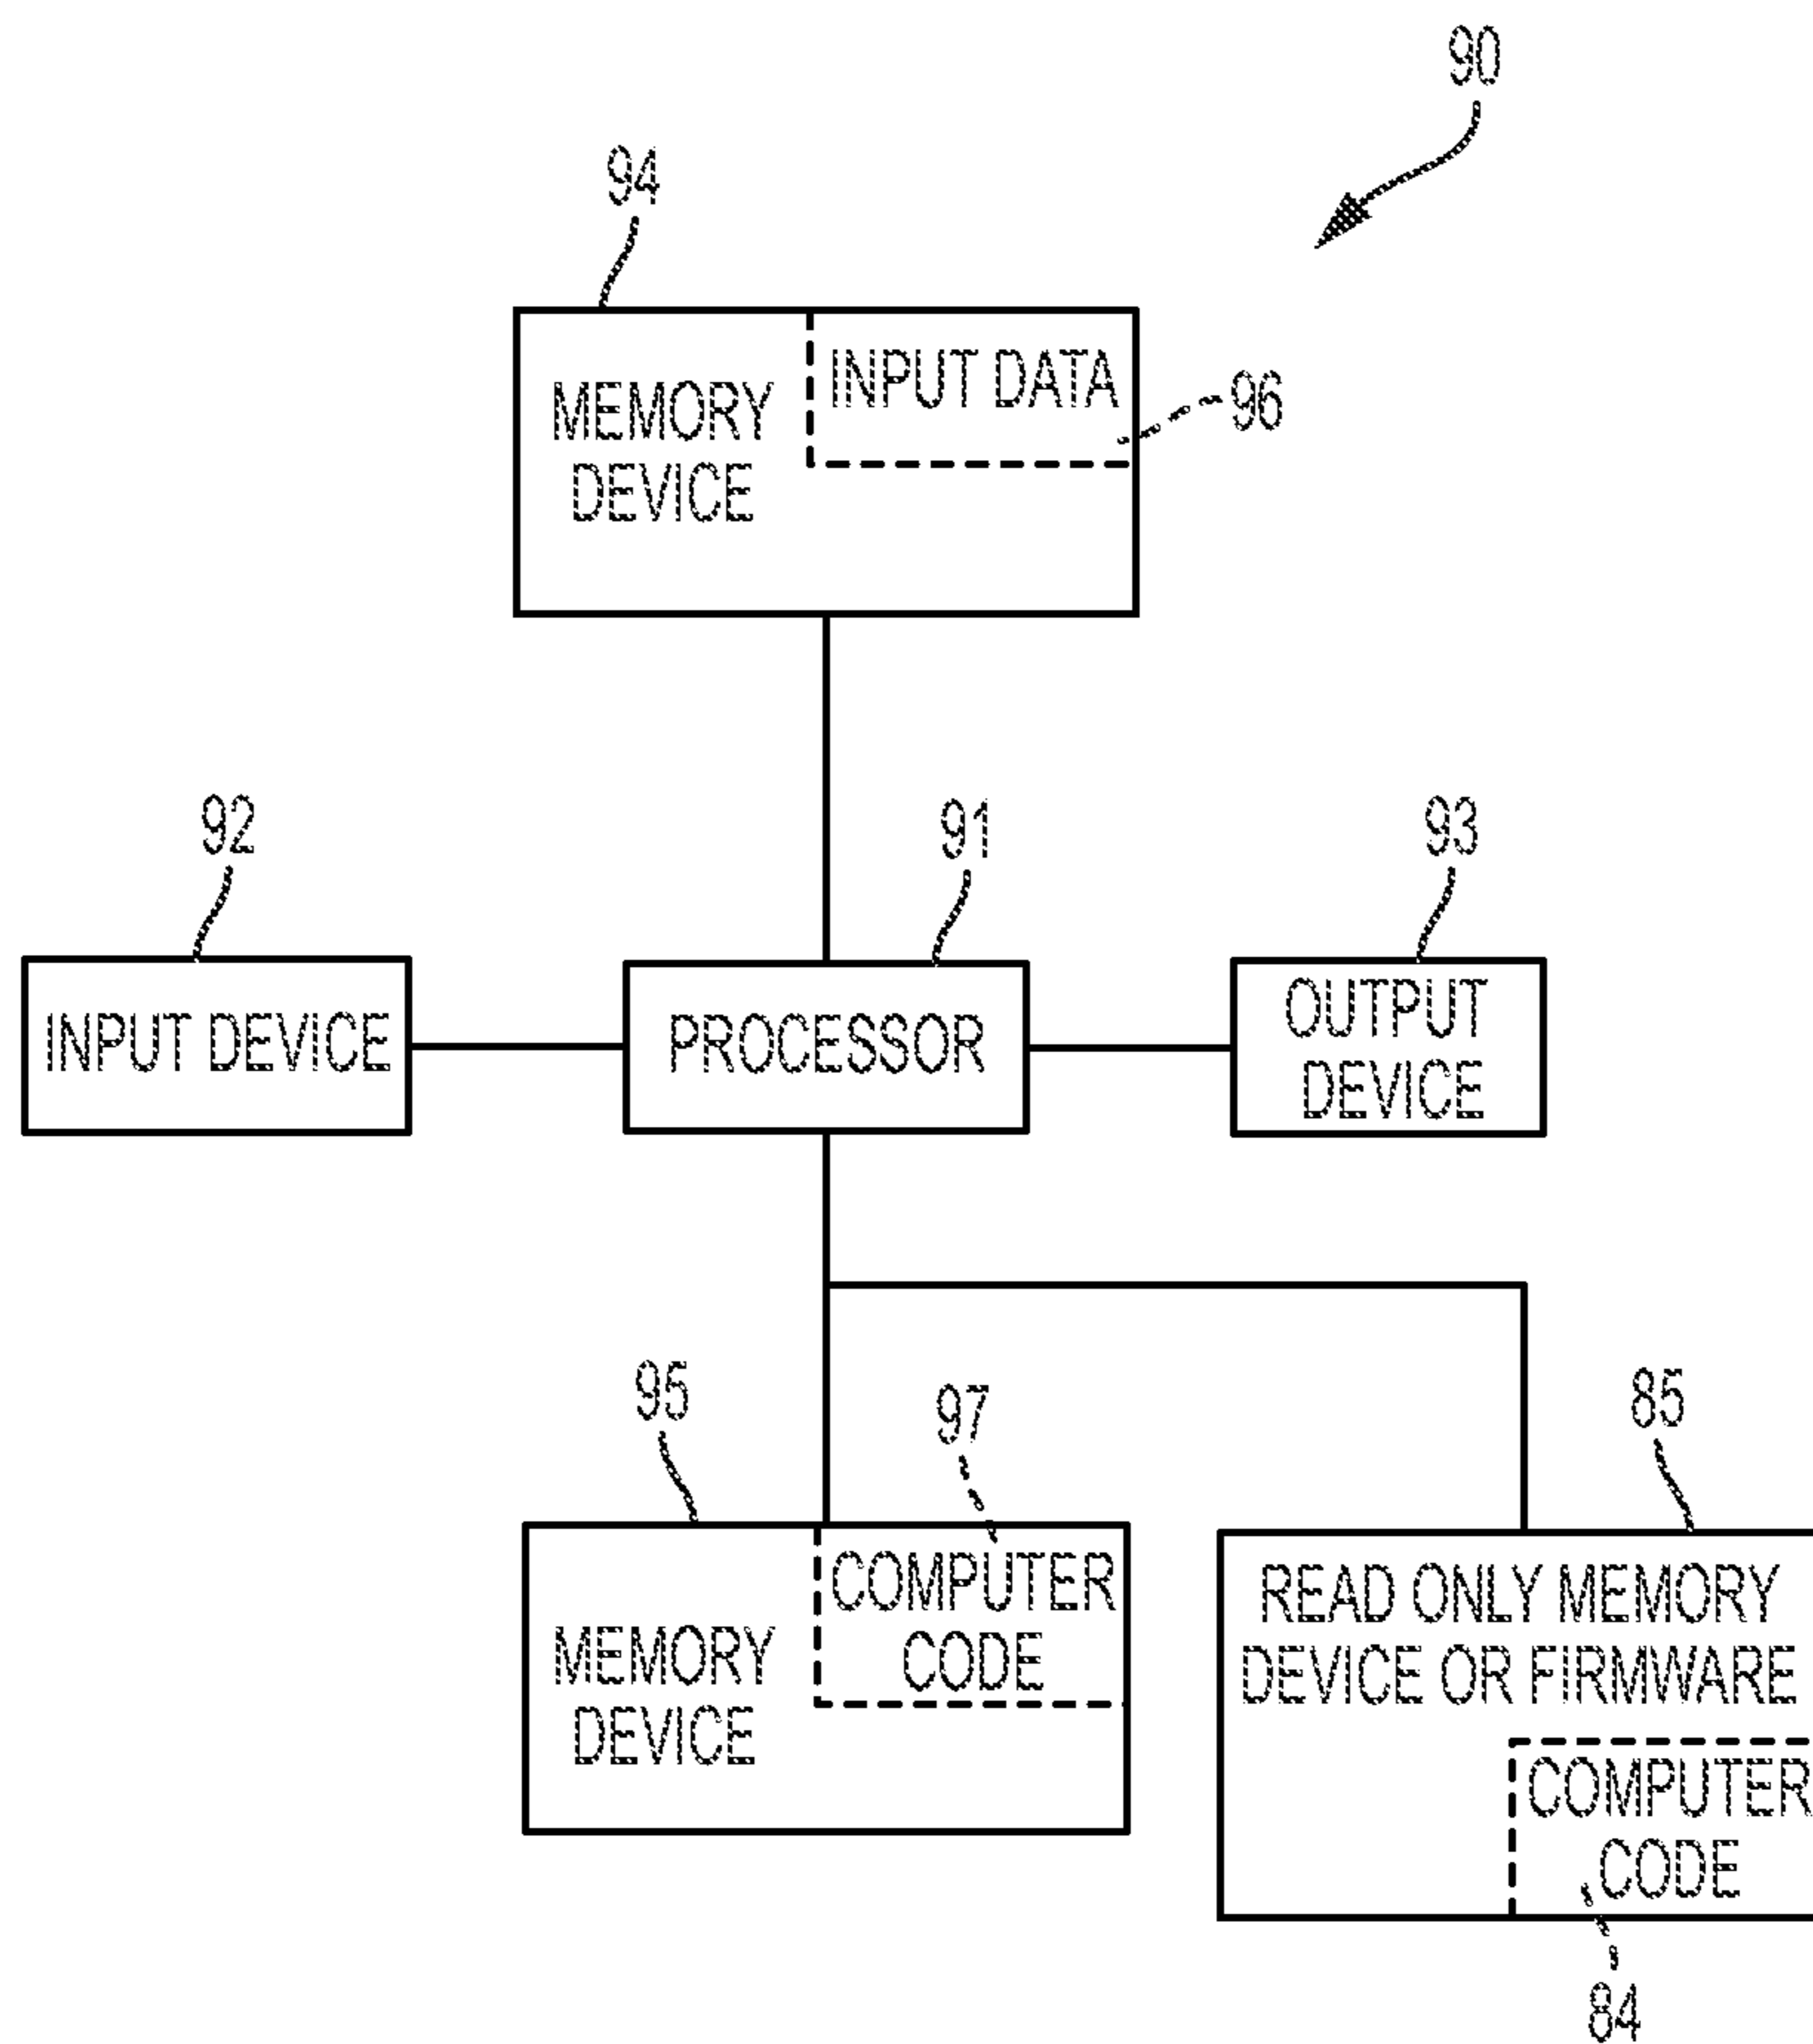 90
94
INPUT DATA
MEMORY
DEVICE
96
92
91
93
INPUT DEVICE
PROCESSOR
OUTPUT
DEVICE
95
97
85
COMPUTER
CODE
MEMORY
DEVICE
READ ONLY MEMORY
DEVICE OR FIRMWARE
COMPUTER
CODE
84